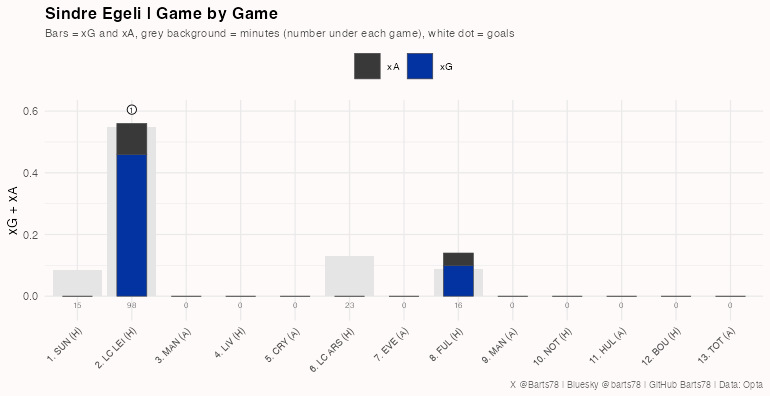 Sindre Egeli | Game by Game
Bars = xG and xA, grey background = minutes (number under each game), white dot = goals
xA xG
xG + xA
0.6
0.4
0.2
0.0
1
15 98 0 0 0 23 0 16 0 0 0 0 0
1. SUN (H)
2. LC LEI (H)
3. MAN (A)
4. LIV (H)
5. CRY (A)
6. LC ARS (H)
7. EVE (A)
8. FUL (H)
9. MAN (A)
10. NOT (H)
11. HUL (A)
12. BOU (H)
13. TOT (A)
X @Barts78 | Bluesky @barts78 | GitHub Barts78 | Data: Opta